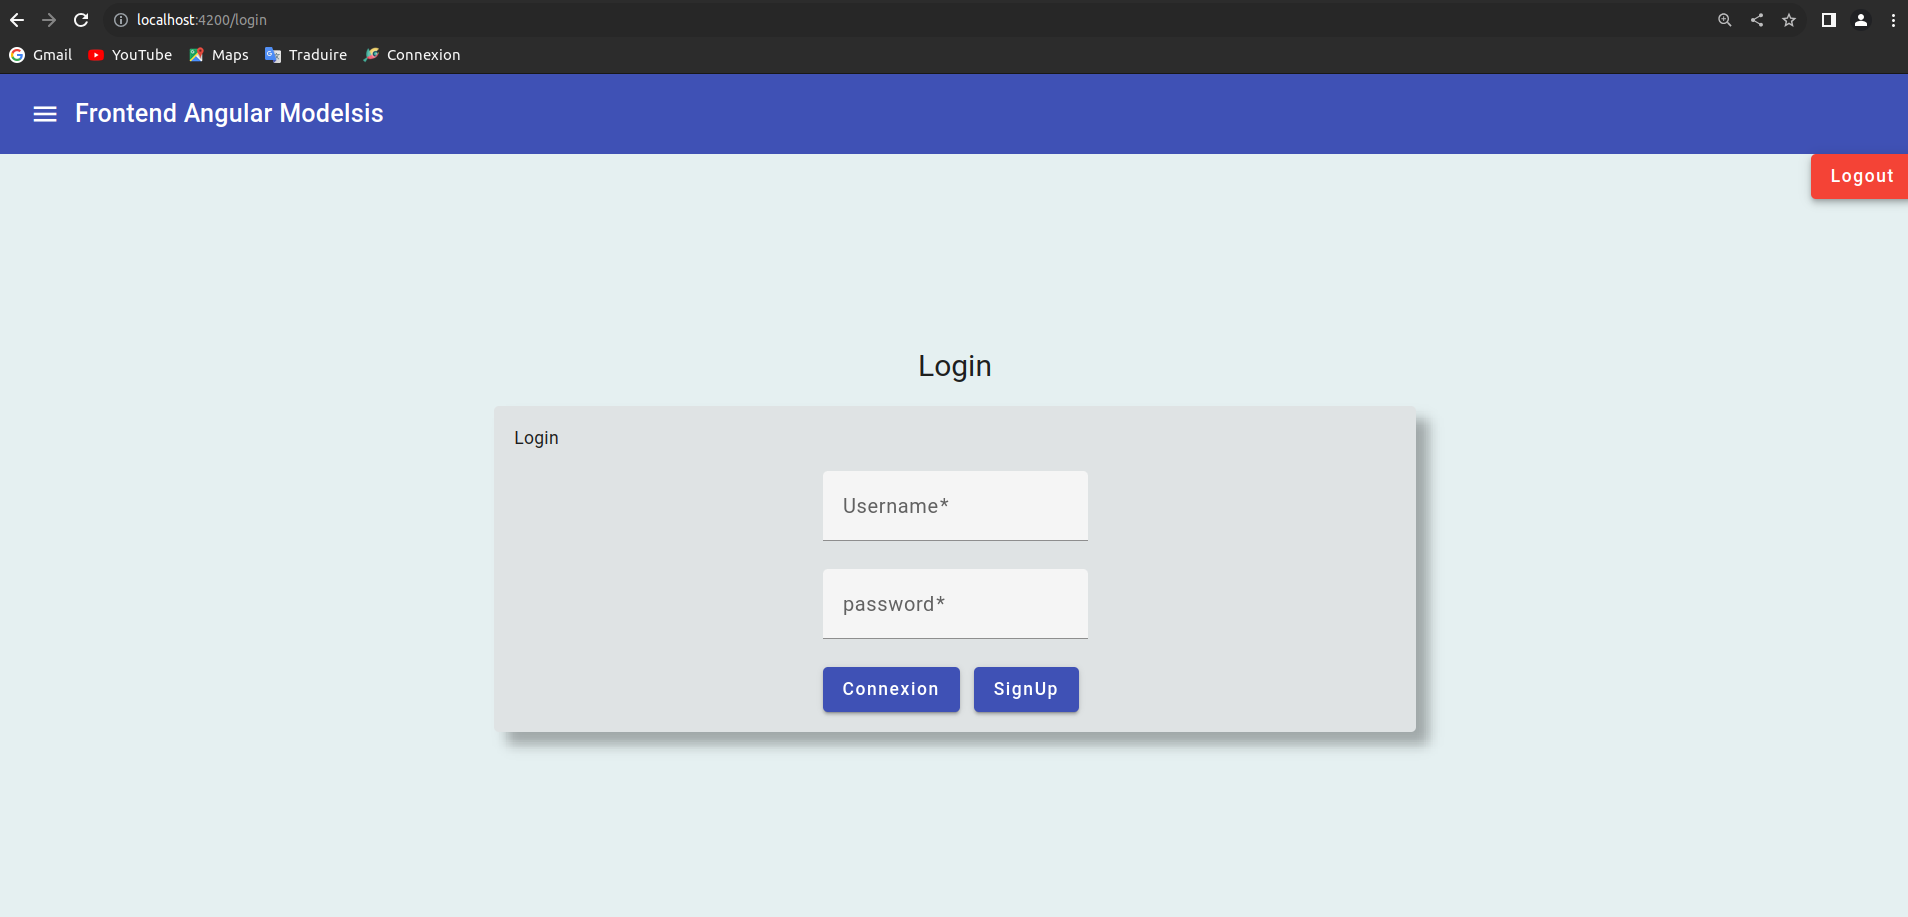 localhost:4200/login
Gmail YouTube Maps Traduire Connexion
Frontend Angular Modelsis
Logout
Login
Login
Username*
password*
Connexion SignUp